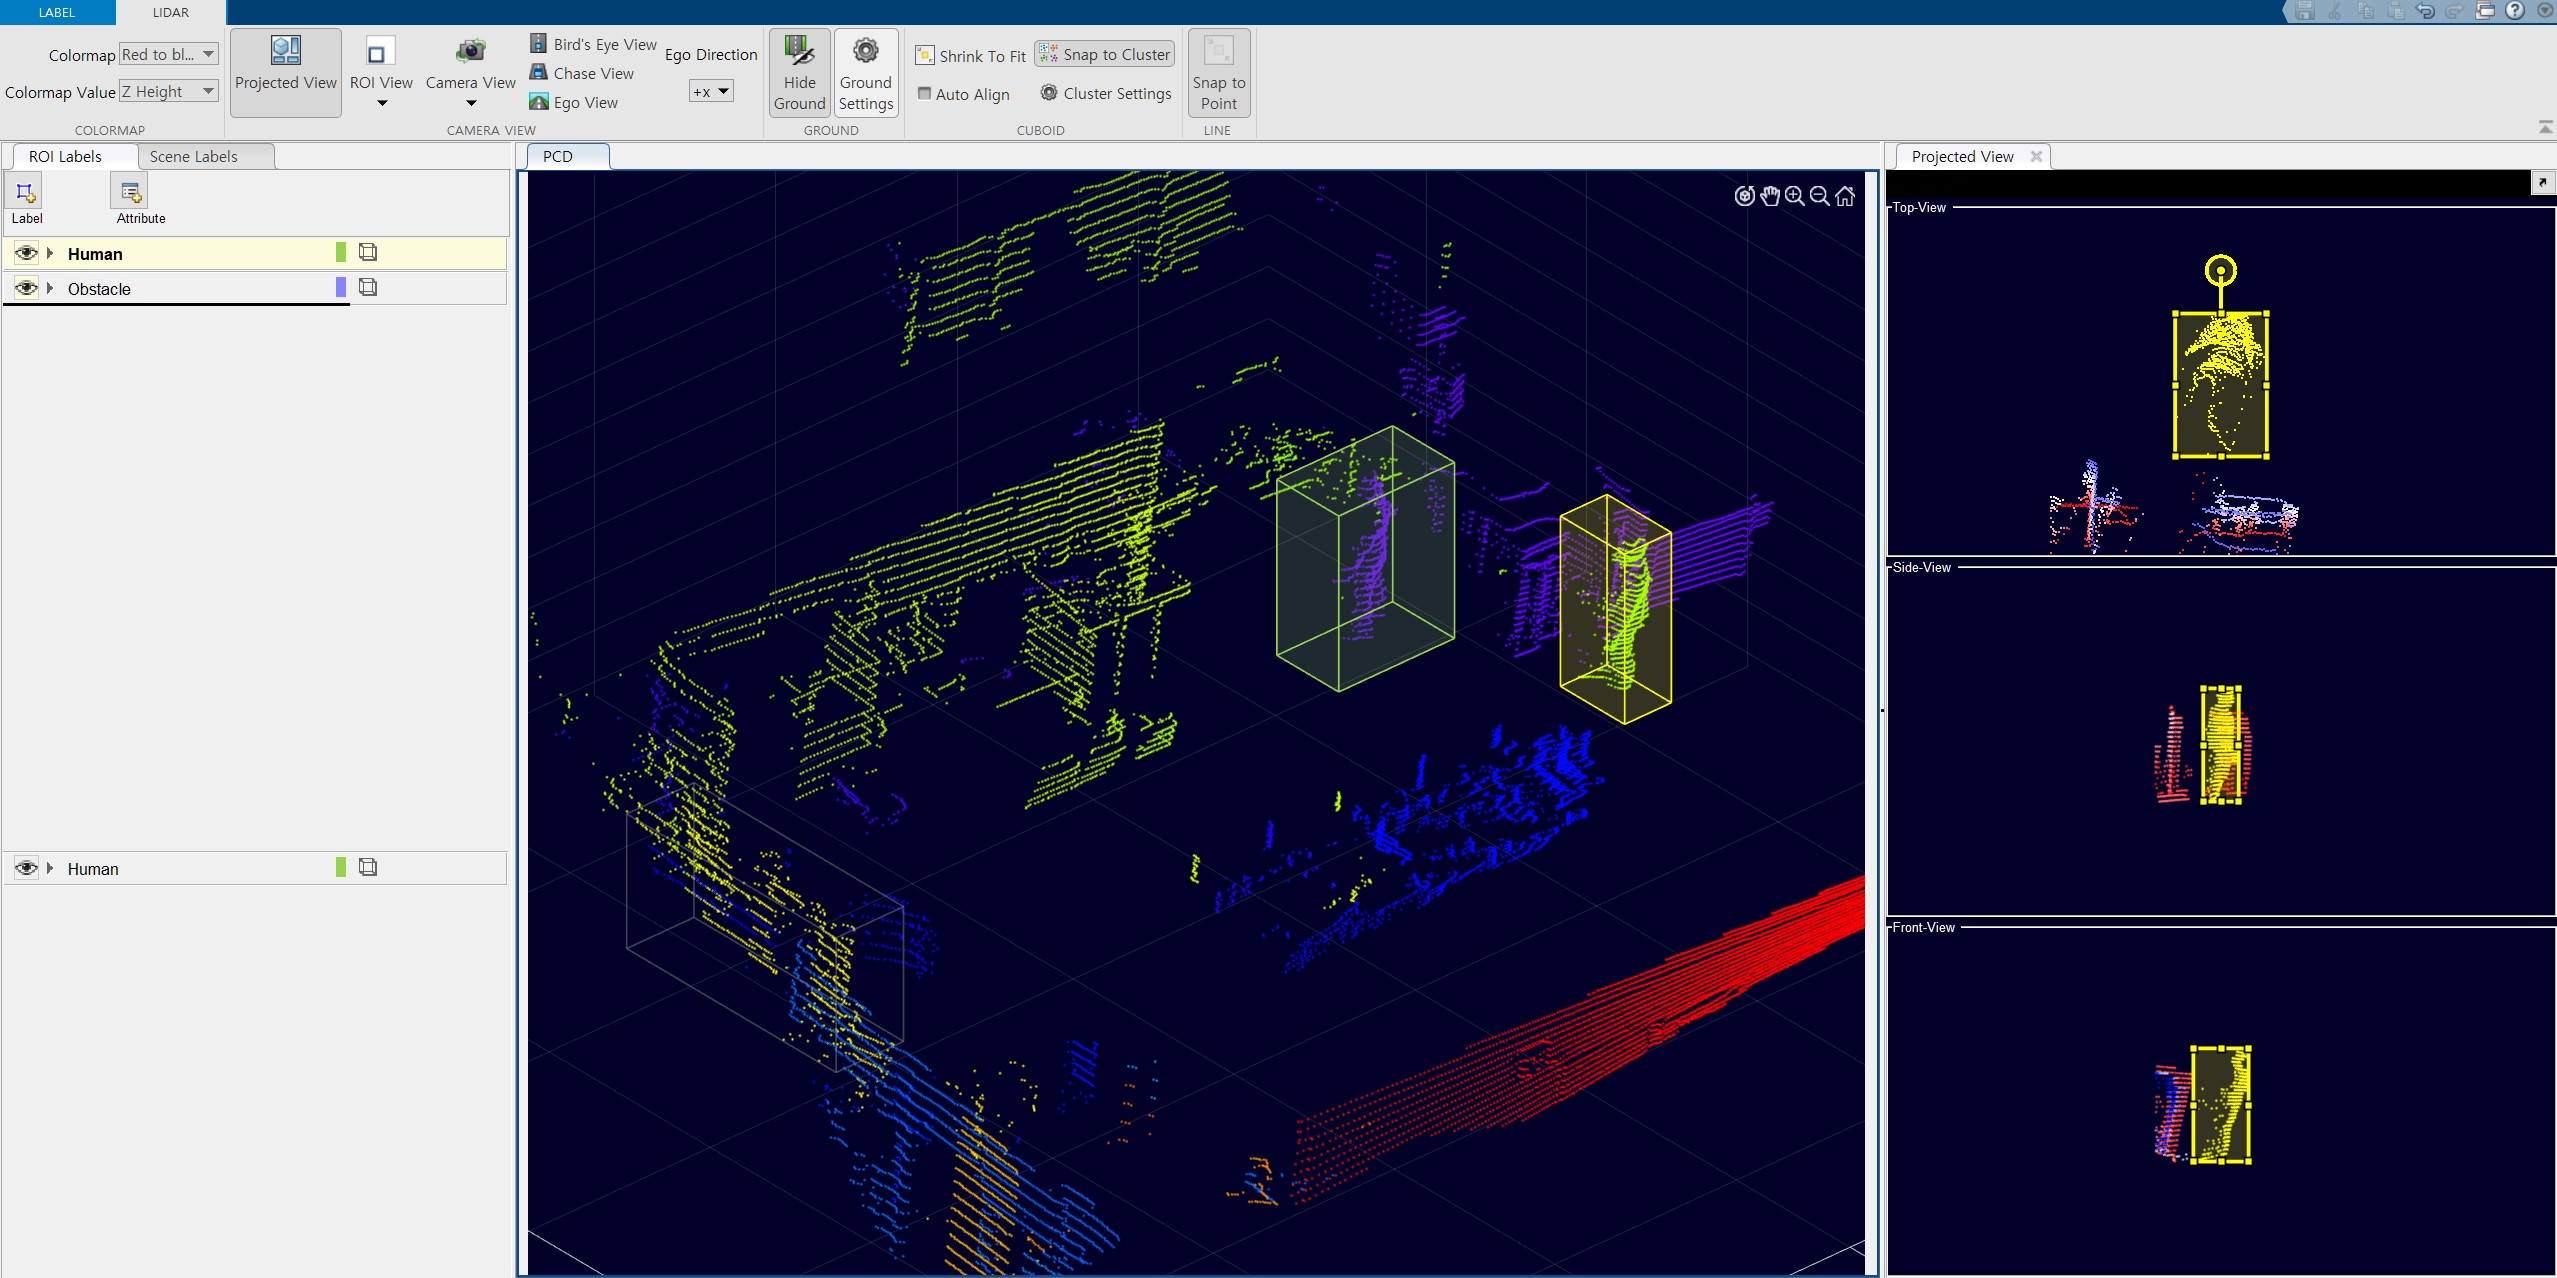 LABEL
LIDAR
Colormap Red to bl...
Colormap Value Z Height
COLORMAP
Projected View
ROI View
Camera View
Bird's Eye View
Chase View
Ego View
Ego Direction
+x
CAMERA VIEW
Hide
Ground
Ground
Settings
GROUND
Shrink To Fit
Snap to Cluster
Auto Align
Cluster Settings
CUBOID
Snap to
Point
LINE
ROI Labels
Scene Labels
Label
Attribute
Human
Obstacle
Human
PCD
Projected View
Top-View
Side-View
Front-View